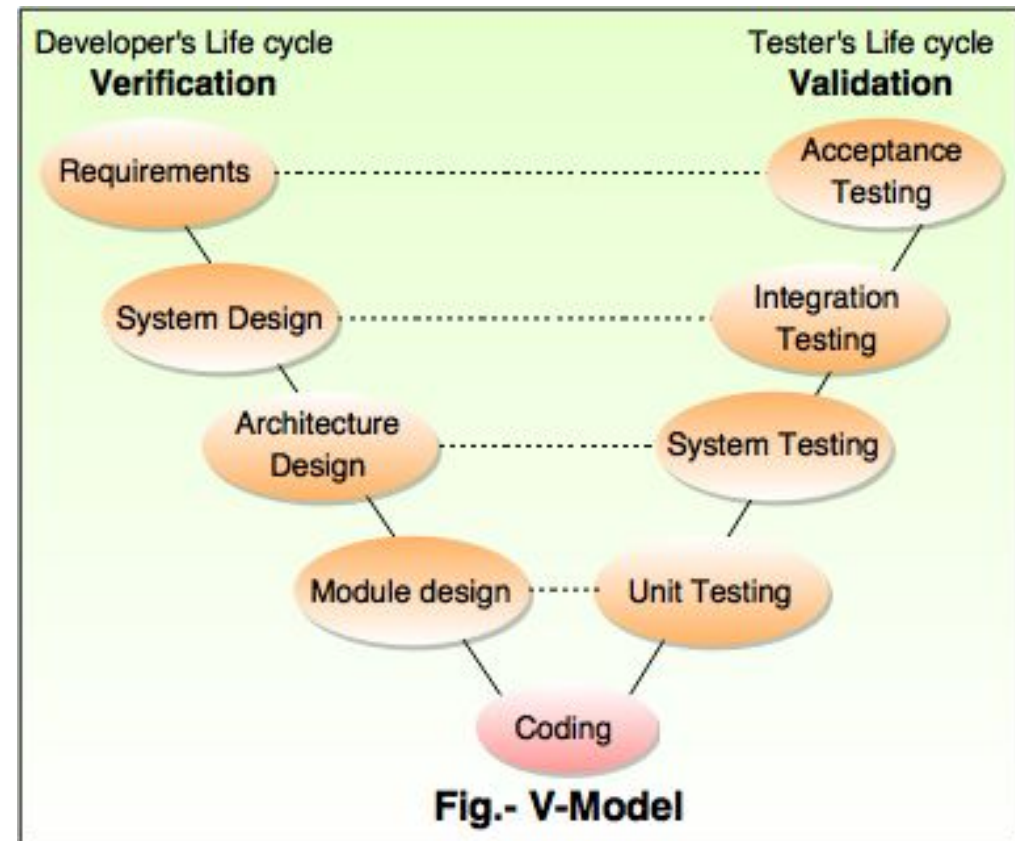 Developer's Life cycle
Verification
Tester's Life cycle
Validation
Requirements
Acceptance
Testing
System Design
Integration
Testing
Architecture
Design
System Testing
Module design
Unit Testing
Coding
Fig.- V-Model